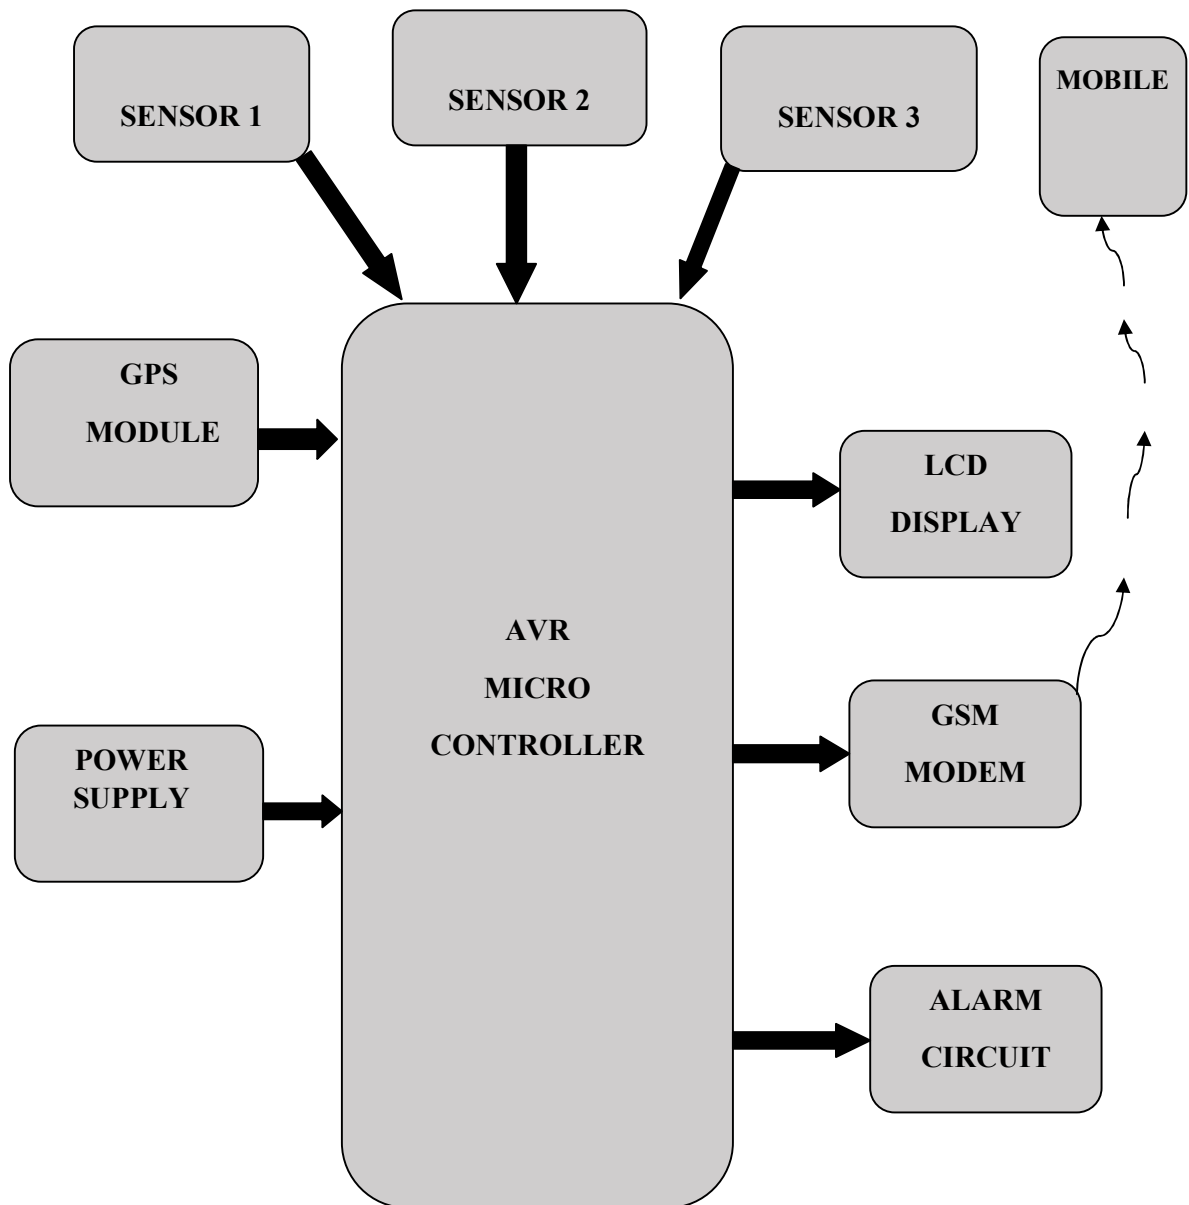 SENSOR 1
SENSOR 2
SENSOR 3
MOBILE
GPS
MODULE
LCD
DISPLAY
AVR
MICRO
CONTROLLER
POWER
SUPPLY
GSM
MODEM
ALARM
CIRCUIT